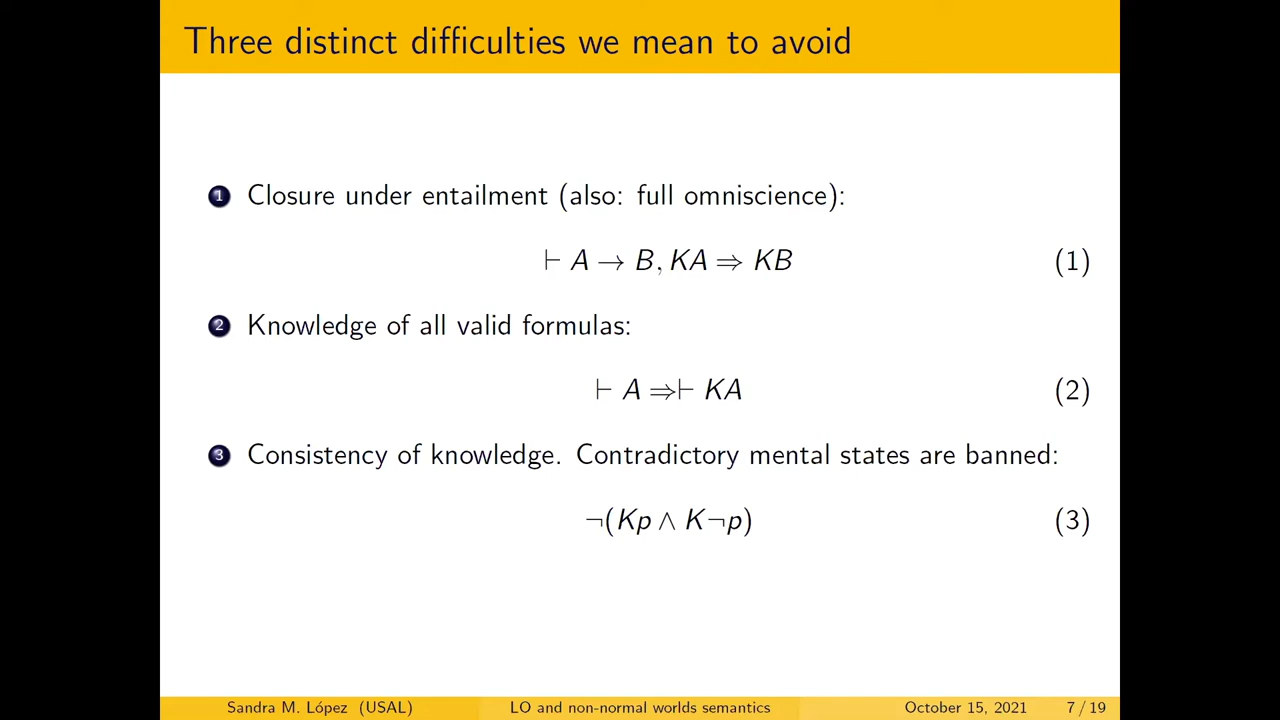 Three distinct difficulties we mean to avoid
1 Closure under entailment (also: full omniscience):
⊢ A → B, KA ⇒ KB (1)
2 Knowledge of all valid formulas:
⊢ A ⇒⊢ KA (2)
3 Consistency of knowledge. Contradictory mental states are banned:
¬(Kp ∧ K¬p) (3)
Sandra M. López (USAL) LO and non-normal worlds semantics October 15, 2021 7 / 19